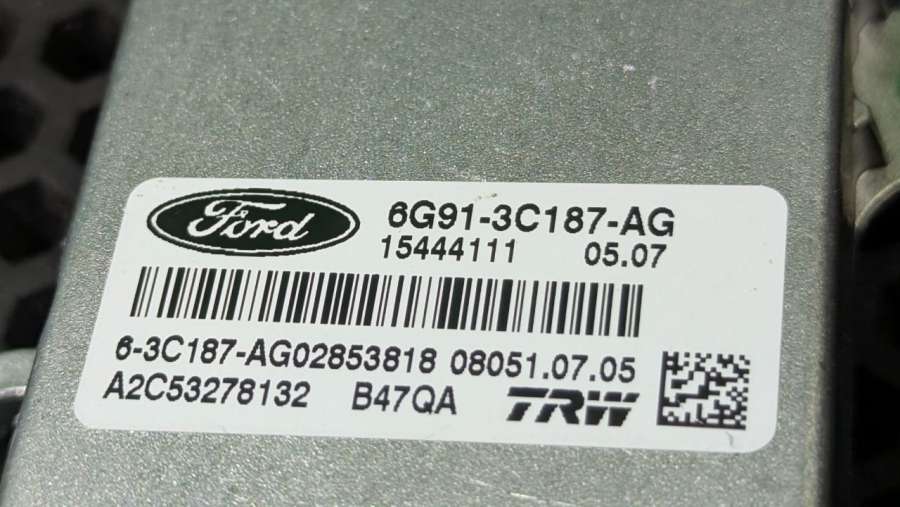 Ford 6G91-3C187-AG
15444111 05.07
6-3C187-AG02853818 08051.07.05
A2C53278132 B47QA TRW